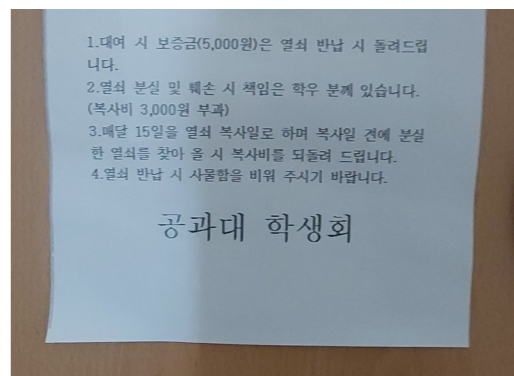 1.대여 시 보증금(5,000원)은 열쇠 반납 시 돌려드립
니다.
2.열쇠 분실 및 훼손 시 책임은 학우 분께 있습니다.
(복사비 3,000원 부과)
3.매달 15일을 열쇠 복사일로 하며 복사일 전에 분실
한 열쇠를 찾아 올 시 복사비를 되돌려 드립니다.
4.열쇠 반납 시 사물함을 비워 주시기 바랍니다.
공과대 학생회